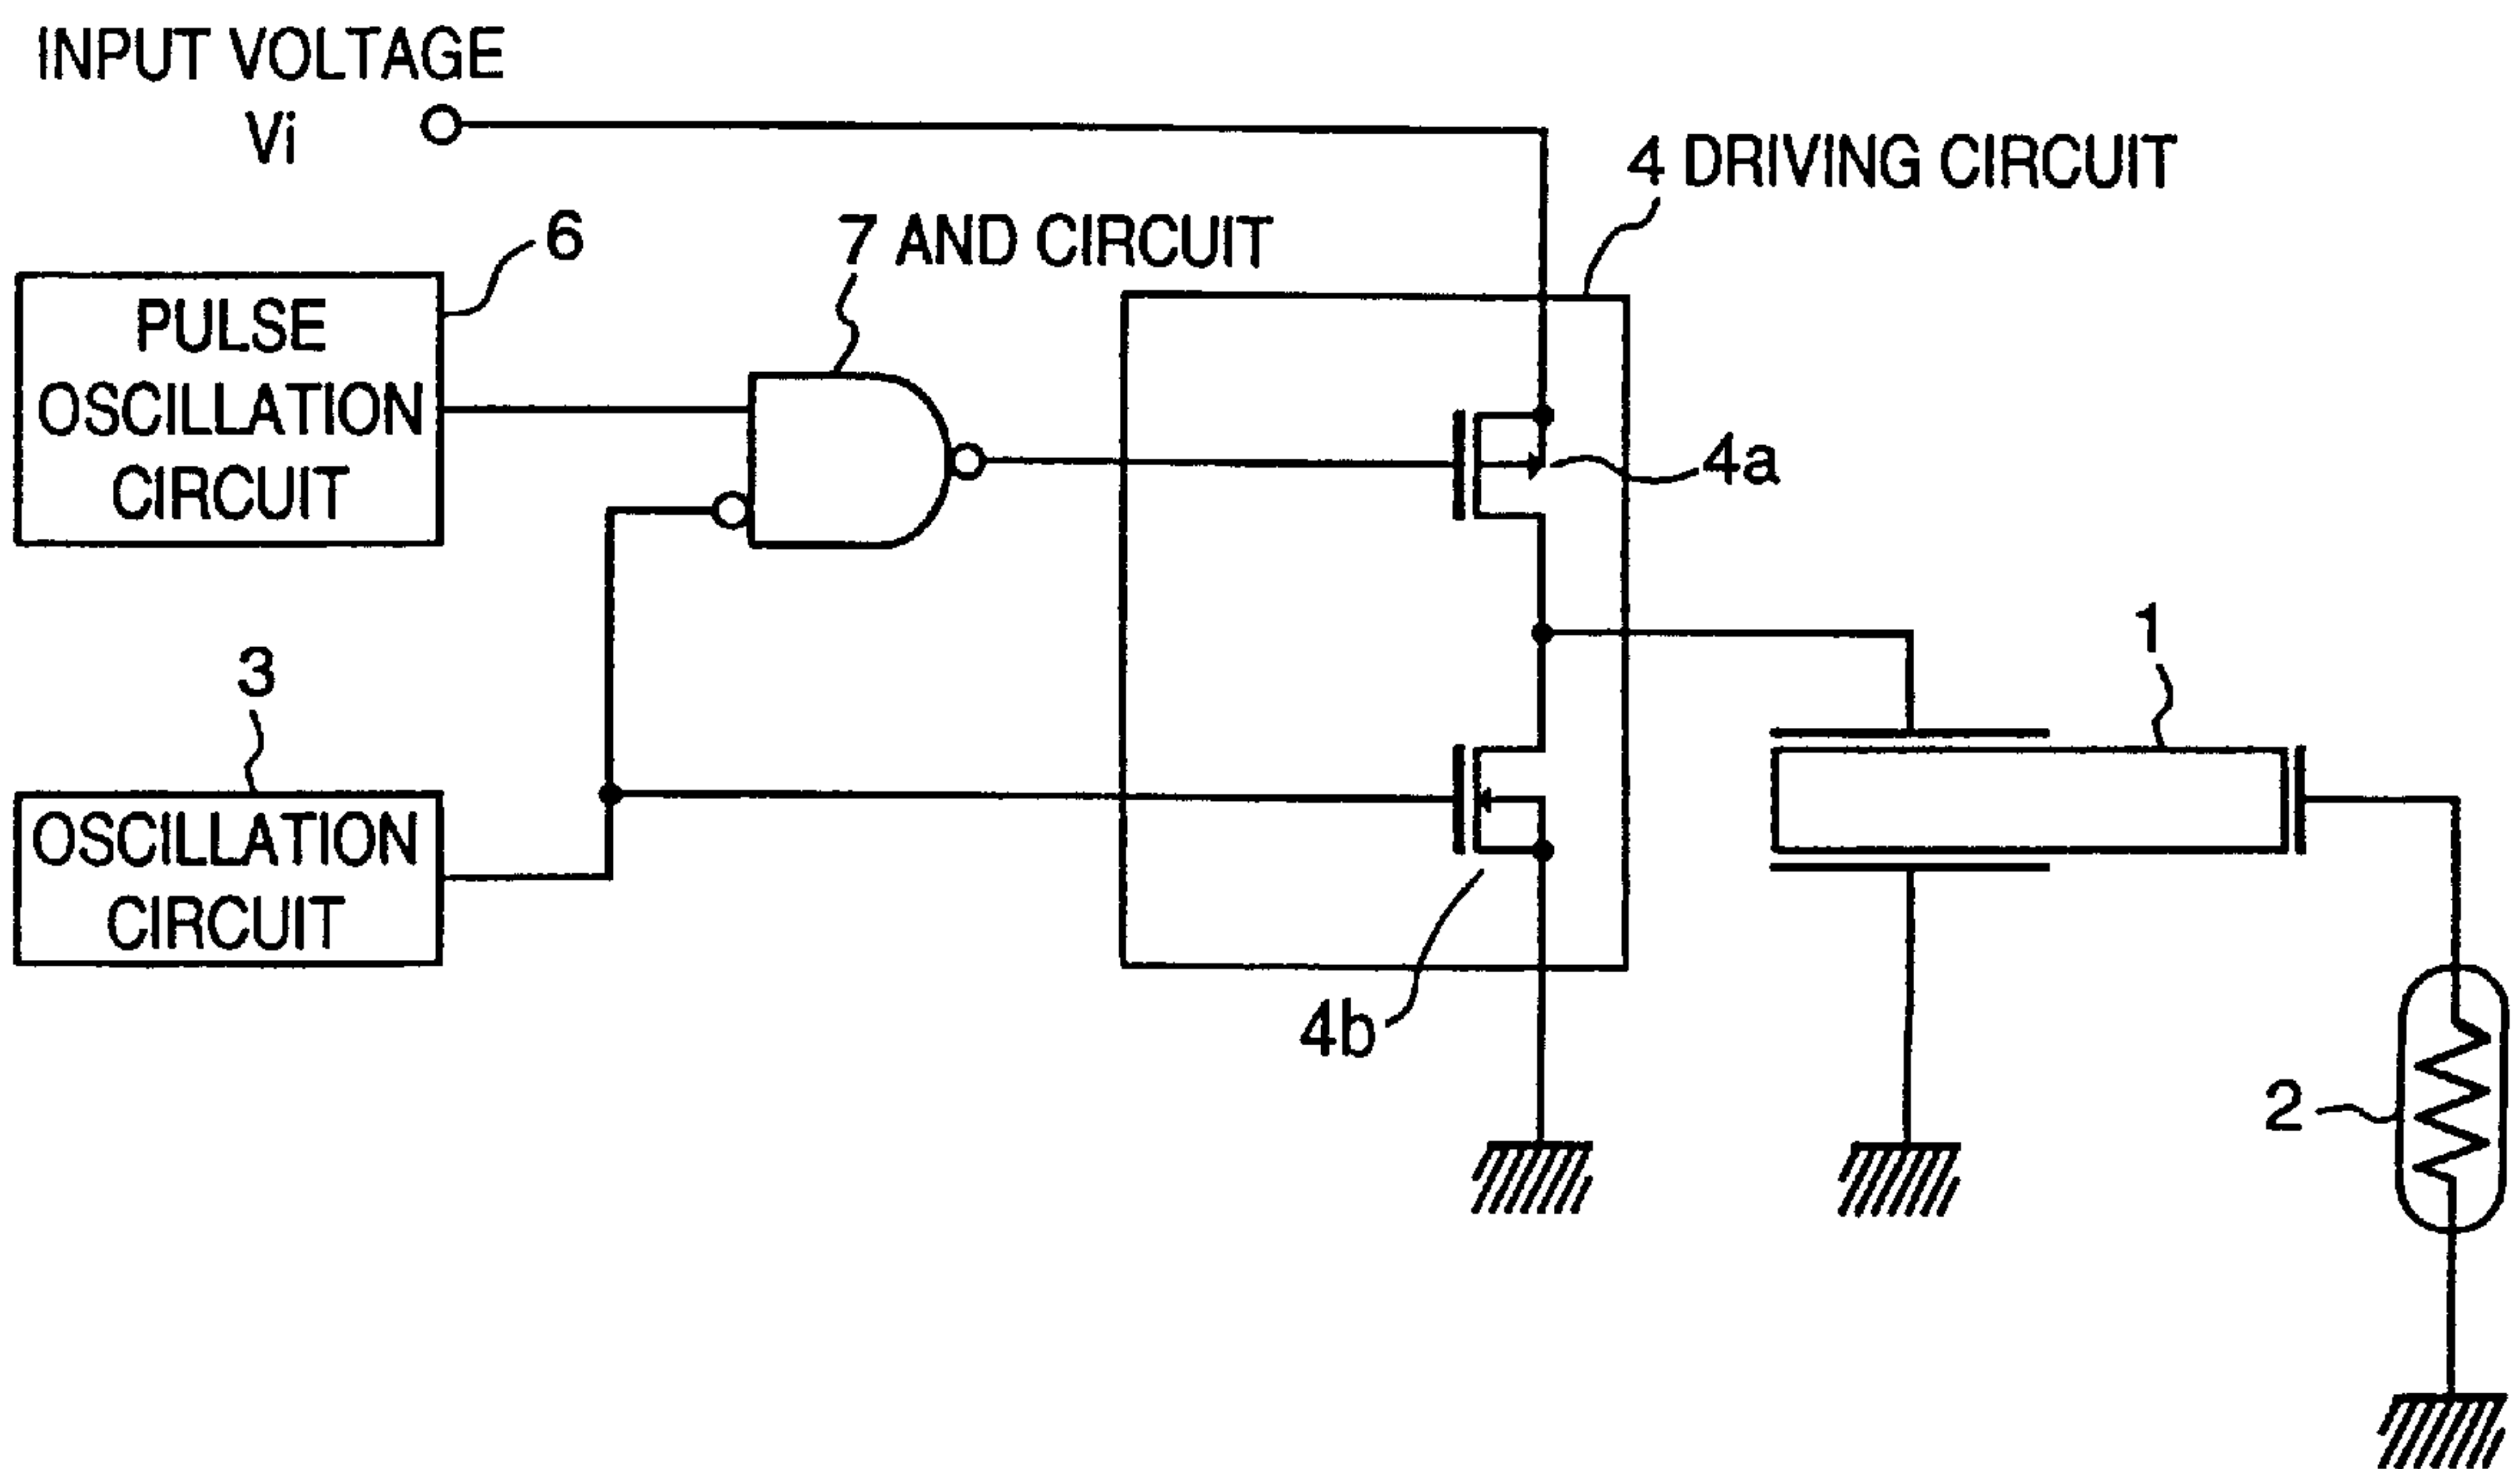 INPUT VOLTAGE
Vi
4 DRIVING CIRCUIT
6
7 AND CIRCUIT
PULSE
OSCILLATION
CIRCUIT
4a
1
3
OSCILLATION
CIRCUIT
4b
2